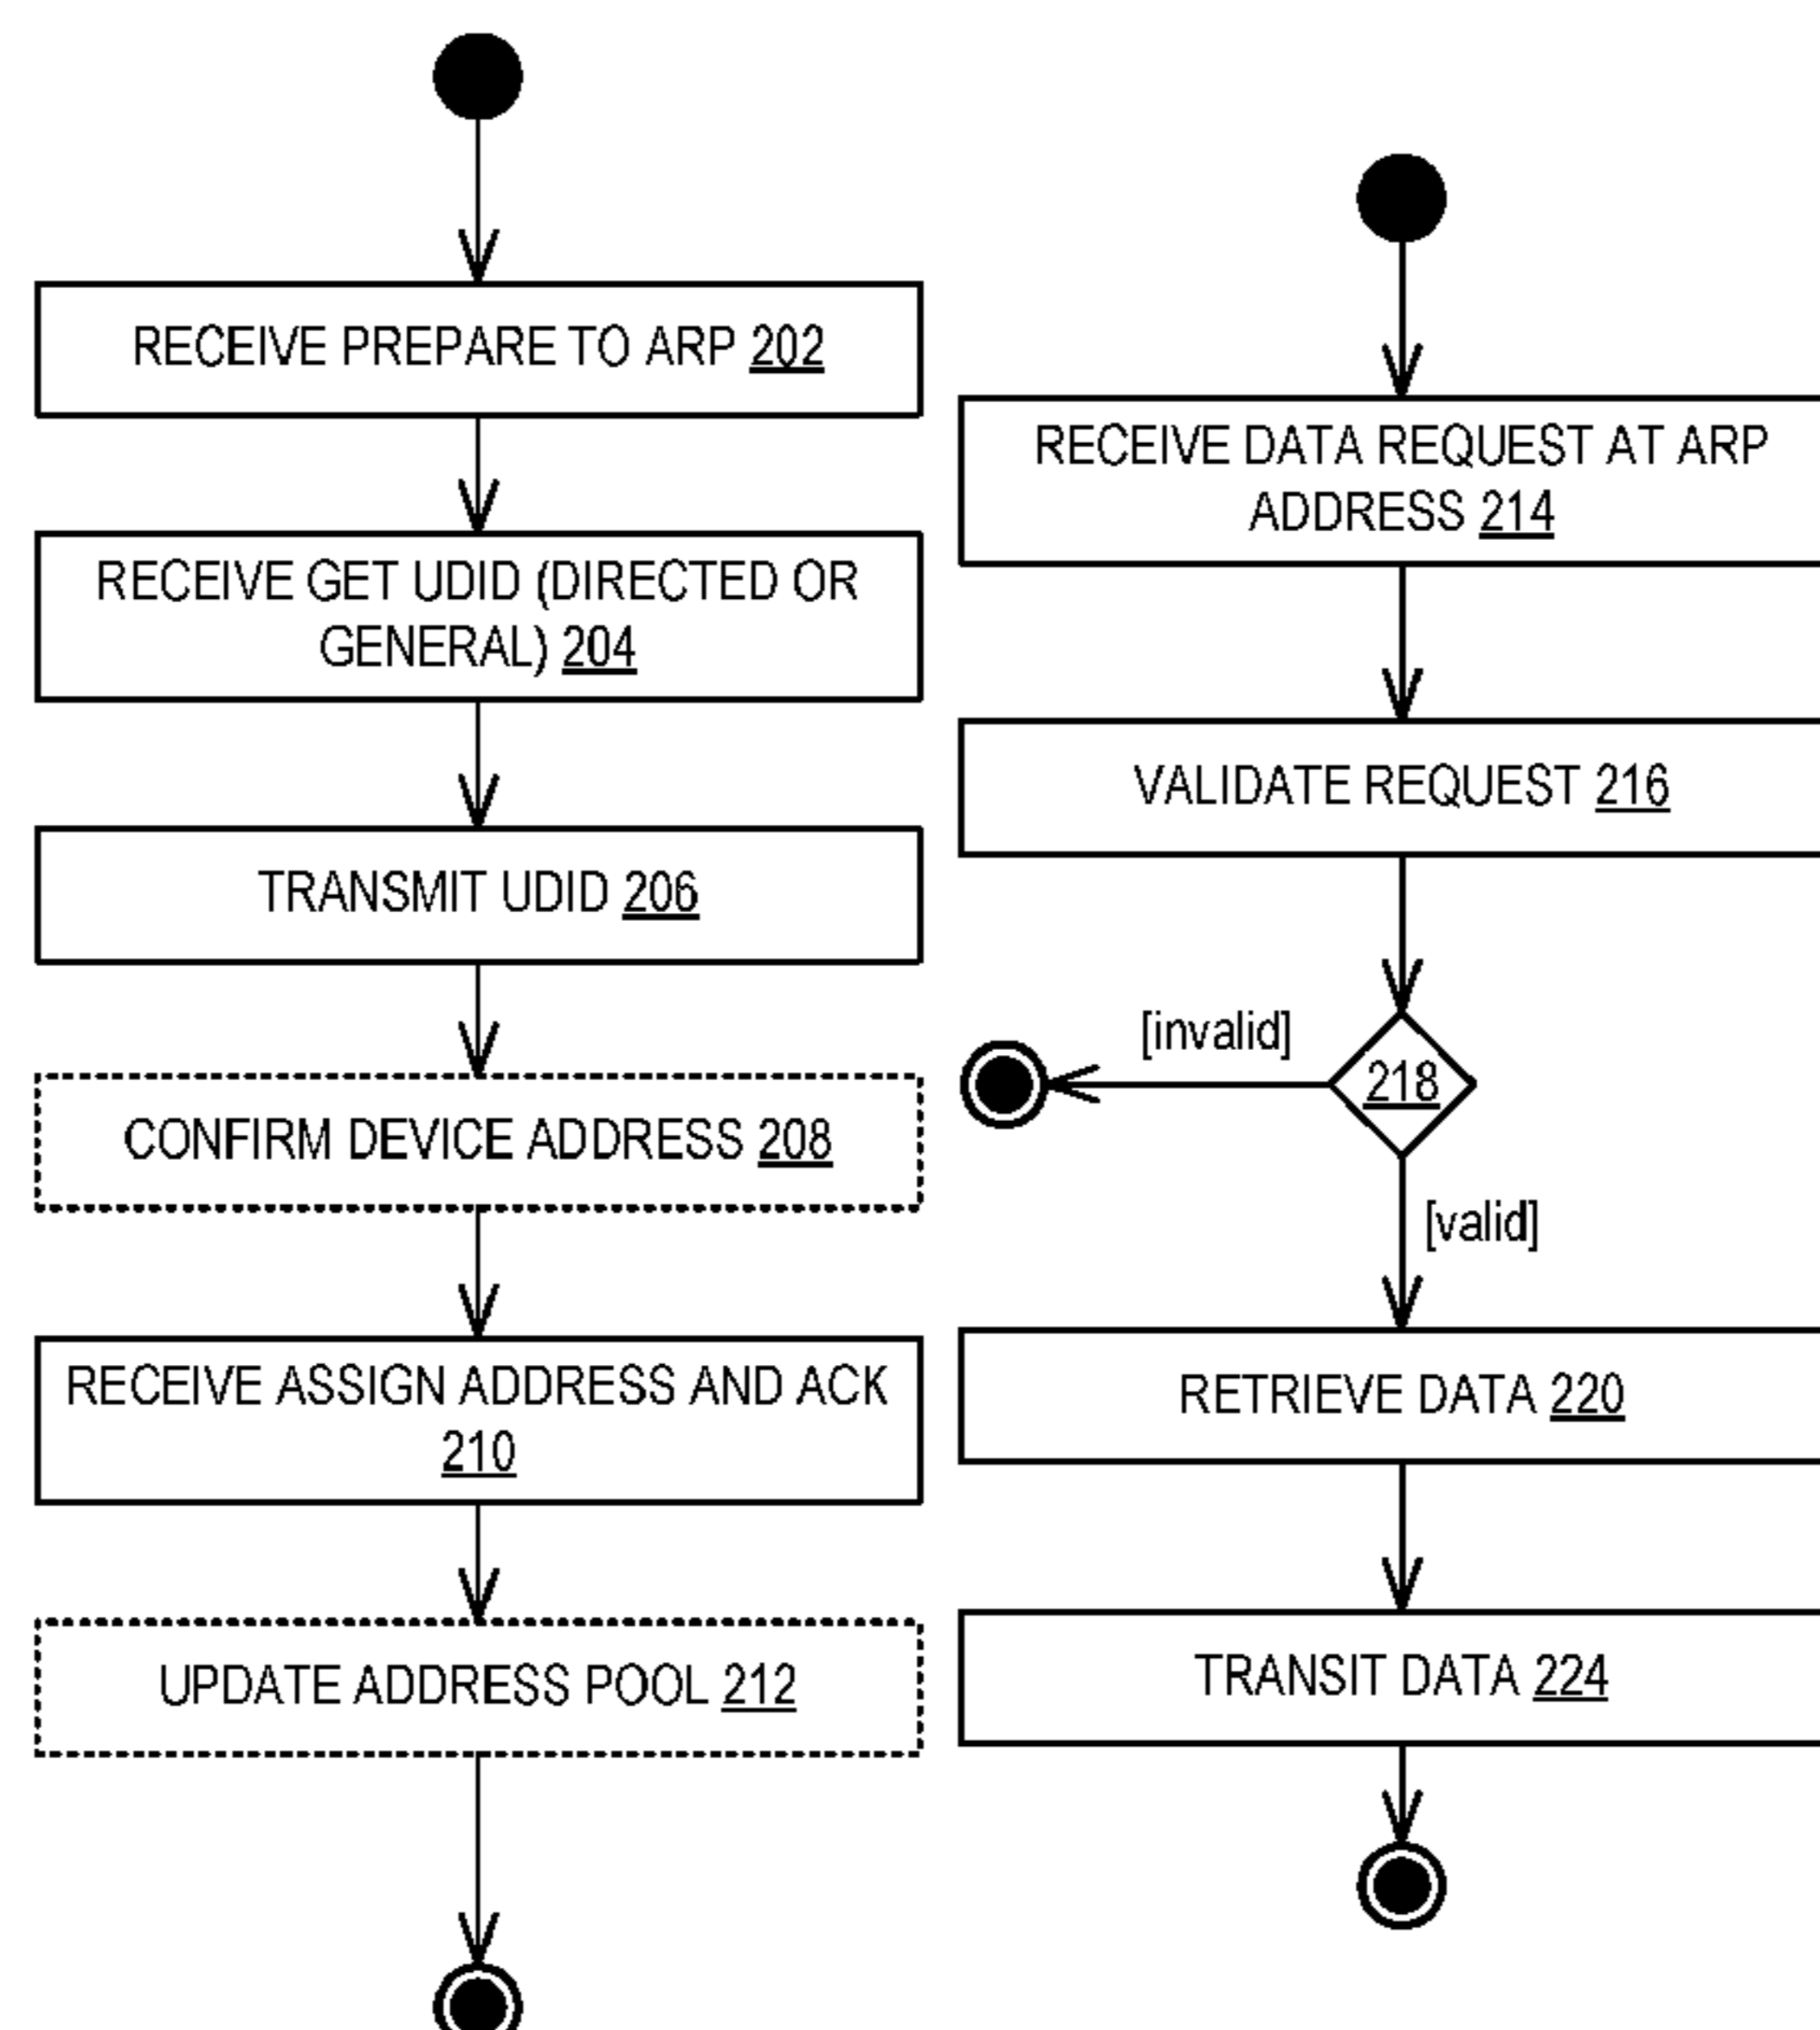 RECEIVE PREPARE TO ARP 202
RECEIVE GET UDID (DIRECTED OR
GENERAL) 204
TRANSMIT UDID 206
CONFIRM DEVICE ADDRESS 208
RECEIVE ASSIGN ADDRESS AND ACK
210
UPDATE ADDRESS POOL 212
RECEIVE DATA REQUEST AT ARP
ADDRESS 214
VALIDATE REQUEST 216
[invalid]
218
[valid]
RETRIEVE DATA 220
TRANSIT DATA 224